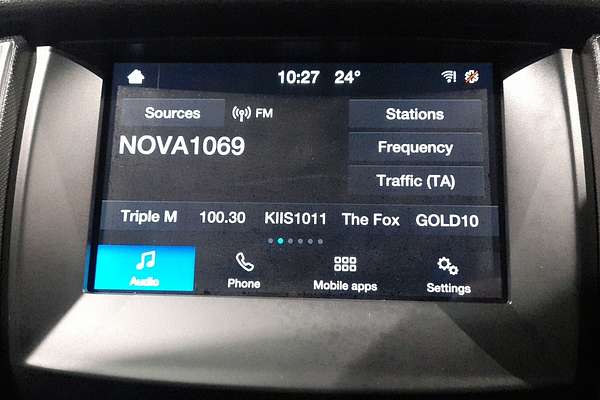 10:27 24°
Sources FM Stations
NOVA1069 Frequency
Traffic (TA)
Triple M 100.30 KIIS1011 The Fox GOLD10
Audio Phone Mobile apps Settings